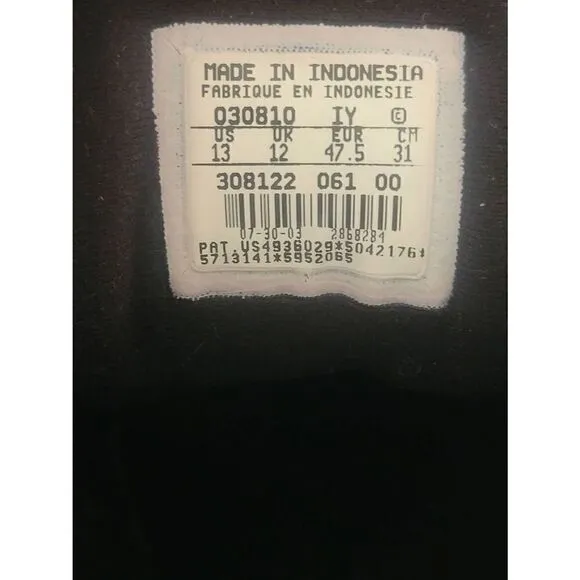 MADE IN INDONESIA
FABRIQUE EN INDONESIE
030810 IY ©
US UK EUR CM
13 12 47.5 31
308122 061 00
07-30-03 2868284
PAT.US4936029*5042176*
5713141*5952065